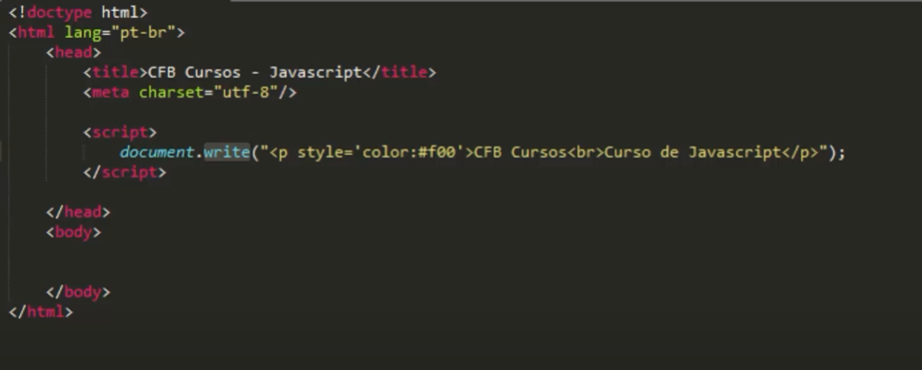 <!doctype html>
<html lang="pt-br">
<head>
<title>CFB Cursos - Javascript</title>
<meta charset="utf-8"/>
<script>
document.write("<p style='color:#f00'>CFB Cursos<br>Curso de Javascript</p>");
</script>
</head>
<body>
</body>
</html>